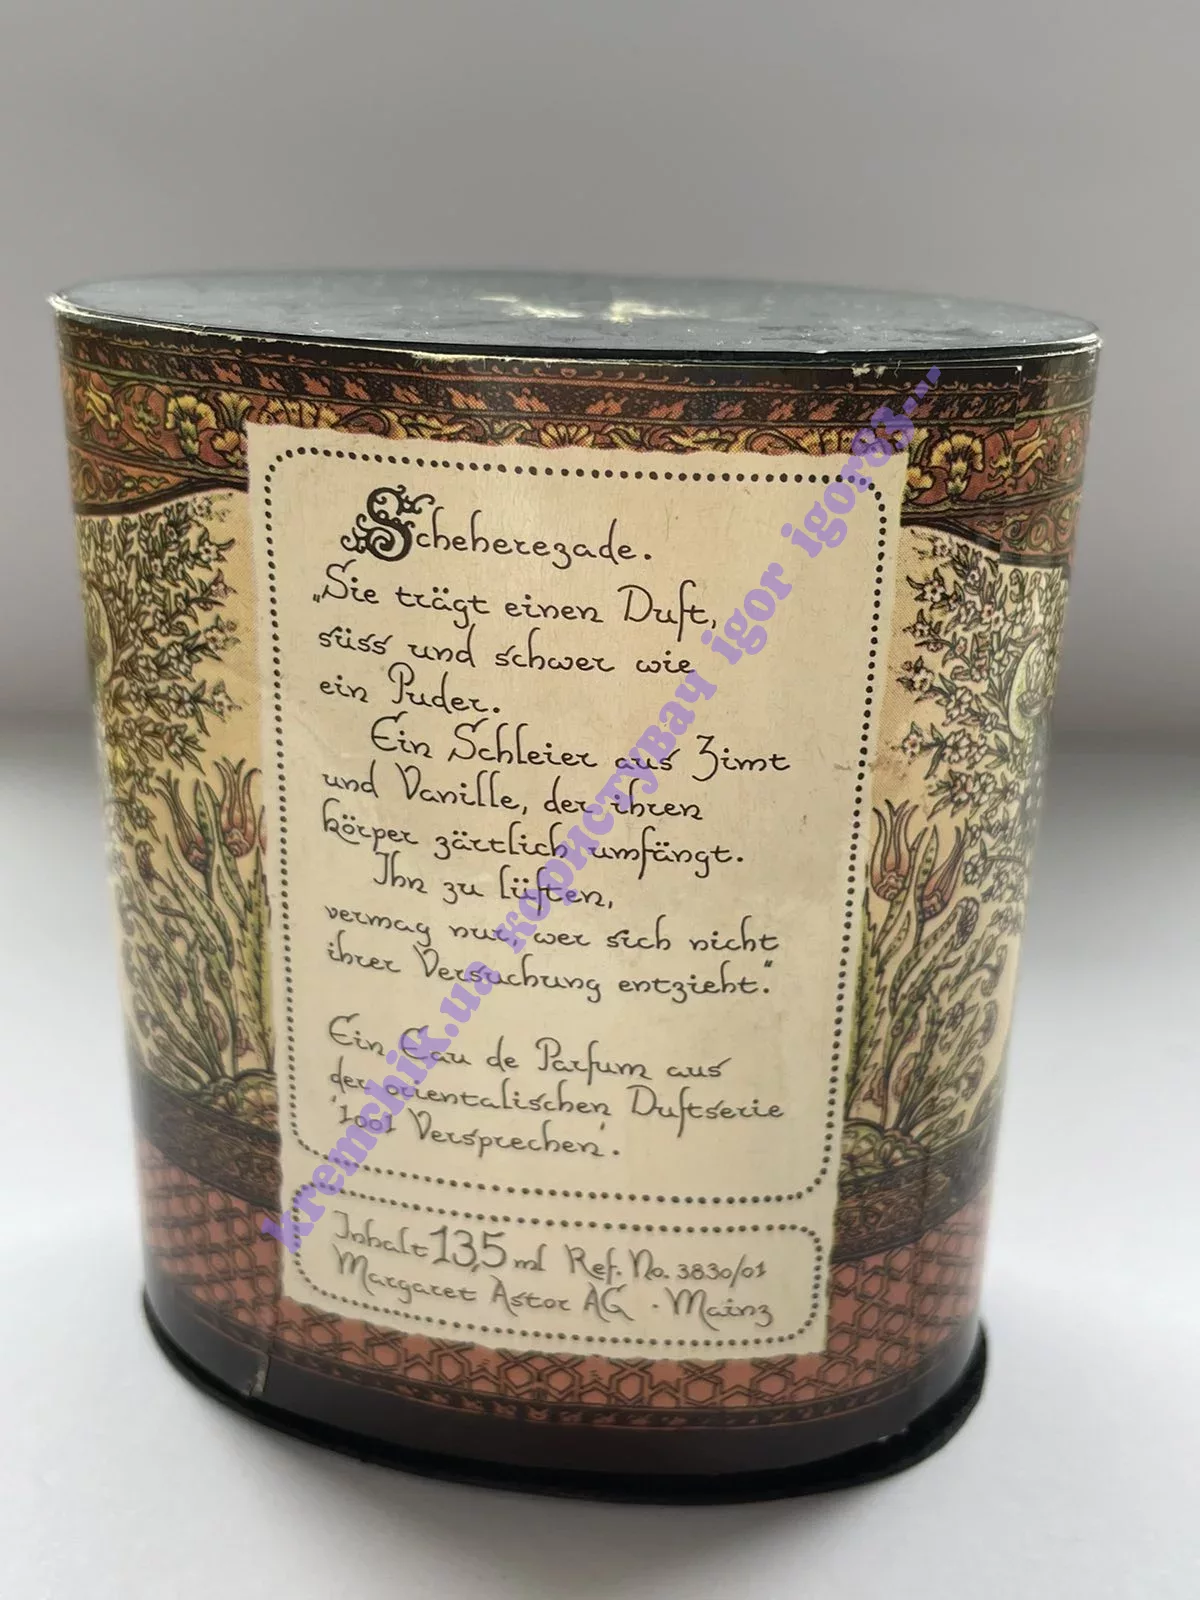 Scheherezade.
„Sie trägt einen Duft,
süss und schwer wie
ein Puder.
Ein Schleier aus Zimt
und Vanille, der ihren
körper zärtlich umfängt.
Ihn zu lüften,
vermag nur, wer sich nicht
ihrer Versuchung entzieht."
Ein Eau de Parfum aus
der orientalischen Duftserie
'1001 Versprechen'.
Inhalt 13,5 ml Ref. No. 3830/01
Margaret Astor AG · Mainz
kremchik.ua користувач igor igor83...